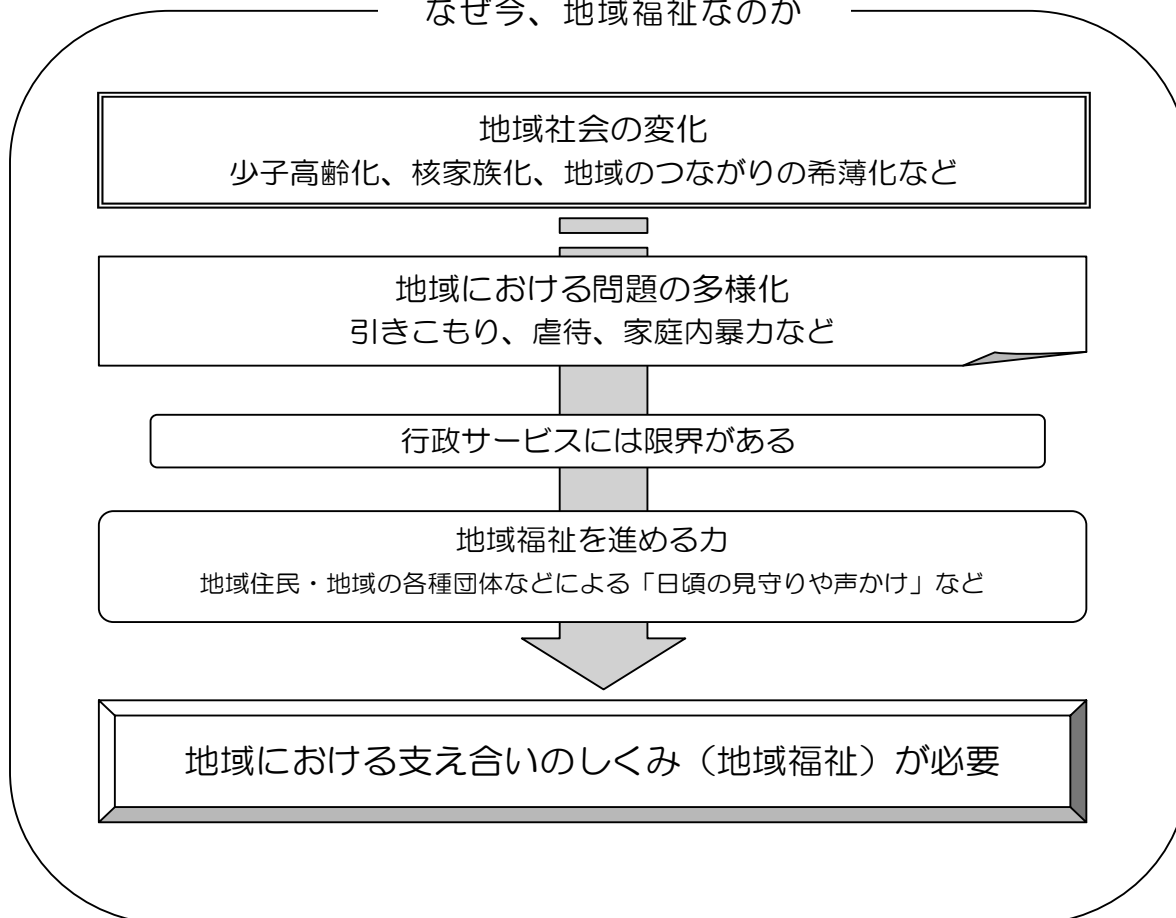 なぜ今、地域福祉なのか
地域社会の変化
少子高齢化、核家族化、地域のつながりの希薄化など
地域における問題の多様化
引きこもり、虐待、家庭内暴力など
行政サービスには限界がある
地域福祉を進める力
地域住民・地域の各種団体などによる「日頃の見守りや声かけ」など
地域における支え合いのしくみ（地域福祉）が必要